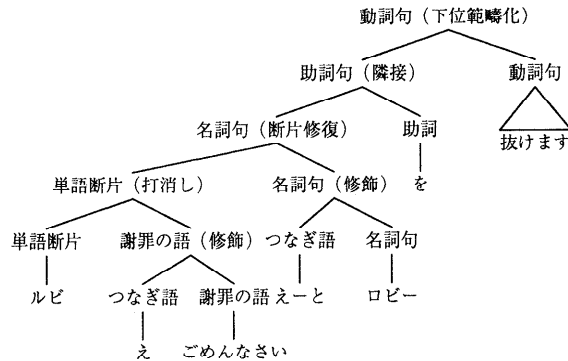 動詞句（下位範疇化）
助詞句（隣接） 動詞句
名詞句（断片修復） 助詞 抜けます
単語断片（打消し） 名詞句（修飾） を
単語断片 謝罪の語（修飾） つなぎ語 名詞句
ルビ つなぎ語 謝罪の語 えーと ロビー
え ごめんなさい